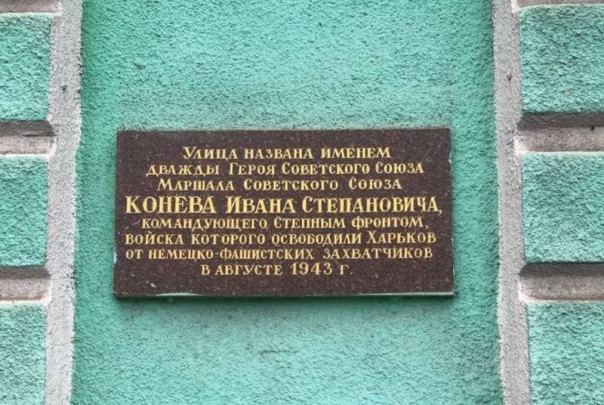 Улица названа именем
дважды Героя Советского Союза
Маршала Советского Союза
КОНЕВА Ивана Степановича,
командующего Степным фронтом,
войска которого освободили Харьков
от немецко-фашистских захватчиков
в августе 1943 г.